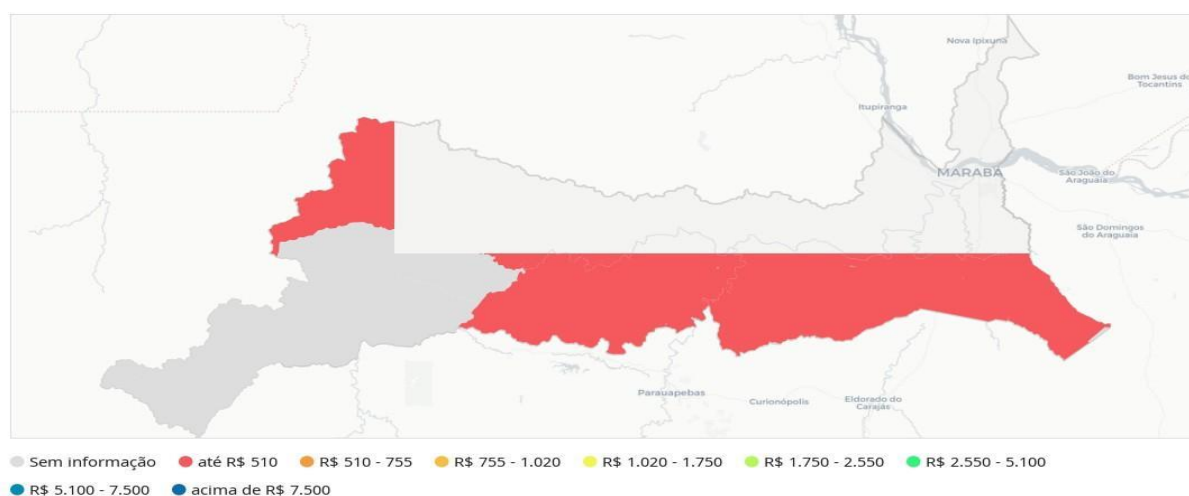 Nova Ipixuna
Bom Jesus do
Tocantins
Itupiranga
MARABÁ
São João do
Araguaia
São Domingos
do Araguaia
Parauapebas
Curionópolis
Eldorado do
Carajás
Sem informação
até R$ 510
R$ 510 - 755
R$ 755 - 1.020
R$ 1.020 - 1.750
R$ 1.750 - 2.550
R$ 2.550 - 5.100
R$ 5.100 - 7.500
acima de R$ 7.500